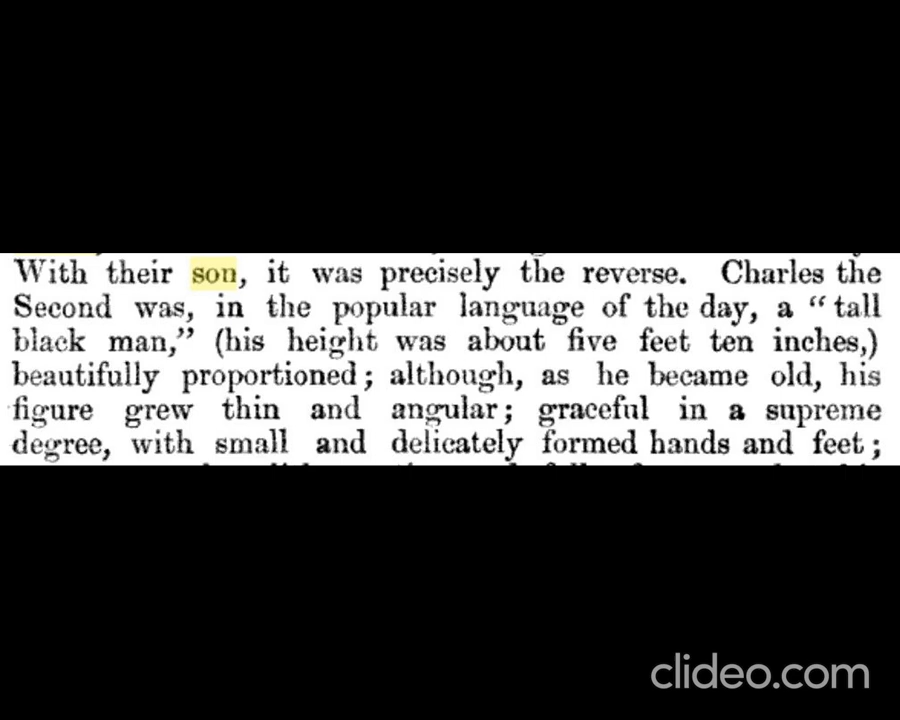 With their son, it was precisely the reverse. Charles the
Second was, in the popular language of the day, a “tall
black man,” (his height was about five feet ten inches,)
beautifully proportioned; although, as he became old, his
figure grew thin and angular; graceful in a supreme
degree, with small and delicately formed hands and feet;
clideo.com